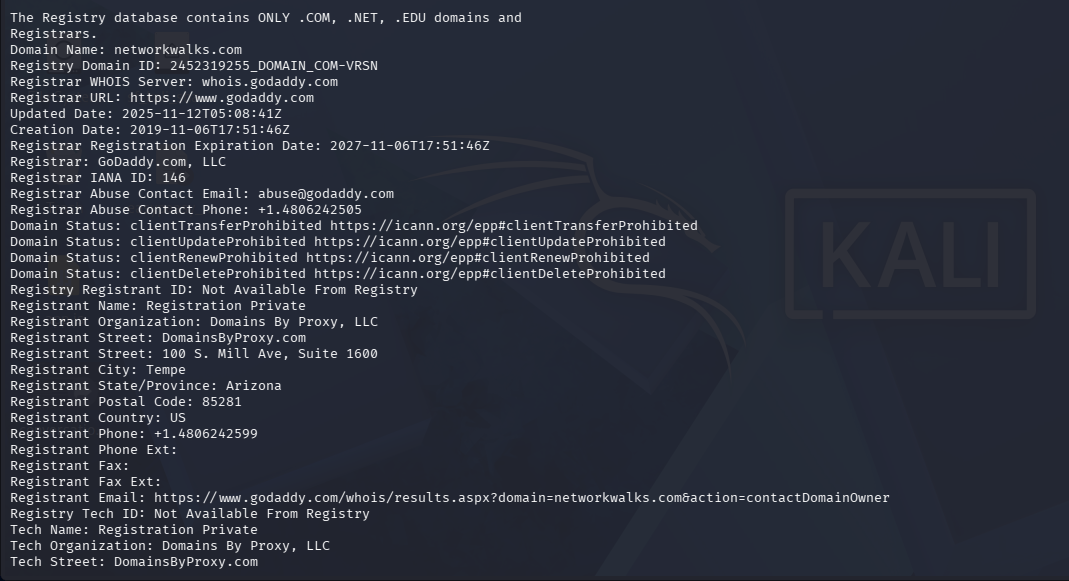 The Registry database contains ONLY .COM, .NET, .EDU domains and
Registrars.
Domain Name: networkwalks.com
Registry Domain ID: 2452319255_DOMAIN_COM-VRSN
Registrar WHOIS Server: whois.godaddy.com
Registrar URL: https://www.godaddy.com
Updated Date: 2025-11-12T05:08:41Z
Creation Date: 2019-11-06T17:51:46Z
Registrar Registration Expiration Date: 2027-11-06T17:51:46Z
Registrar: GoDaddy.com, LLC
Registrar IANA ID: 146
Registrar Abuse Contact Email: abuse@godaddy.com
Registrar Abuse Contact Phone: +1.4806242505
Domain Status: clientTransferProhibited https://icann.org/epp#clientTransferProhibited
Domain Status: clientUpdateProhibited https://icann.org/epp#clientUpdateProhibited
Domain Status: clientRenewProhibited https://icann.org/epp#clientRenewProhibited
Domain Status: clientDeleteProhibited https://icann.org/epp#clientDeleteProhibited
Registry Registrant ID: Not Available From Registry
Registrant Name: Registration Private
Registrant Organization: Domains By Proxy, LLC
Registrant Street: DomainsByProxy.com
Registrant Street: 100 S. Mill Ave, Suite 1600
Registrant City: Tempe
Registrant State/Province: Arizona
Registrant Postal Code: 85281
Registrant Country: US
Registrant Phone: +1.4806242599
Registrant Phone Ext:
Registrant Fax:
Registrant Fax Ext:
Registrant Email: https://www.godaddy.com/whois/results.aspx?domain=networkwalks.com&action=contactDomainOwner
Registry Tech ID: Not Available From Registry
Tech Name: Registration Private
Tech Organization: Domains By Proxy, LLC
Tech Street: DomainsByProxy.com
KALI